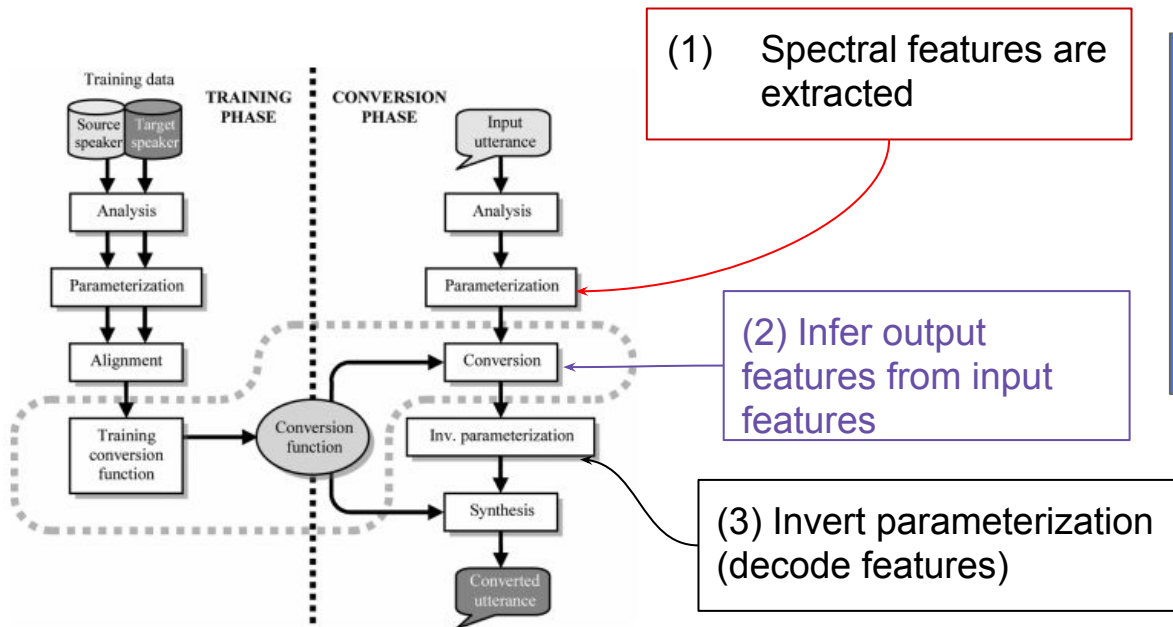 Training data
Source
speaker
Target
speaker
TRAINING
PHASE
Analysis
Parameterization
Alignment
Training
conversion
function
Conversion
function
CONVERSION
PHASE
Input
utterance
Analysis
Parameterization
Conversion
Inv. parameterization
Synthesis
Converted
utterance
(1) Spectral features are
extracted
(2) Infer output
features from input
features
(3) Invert parameterization
(decode features)